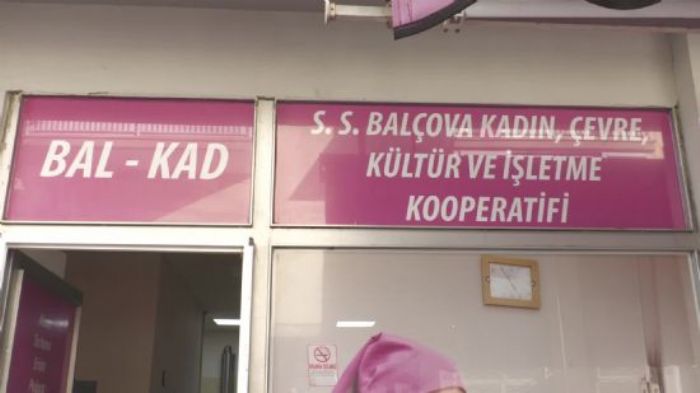 BAL - KAD
S. S. BALÇOVA KADIN, ÇEVRE,
KÜLTÜR VE İŞLETME
KOOPERATİFİ